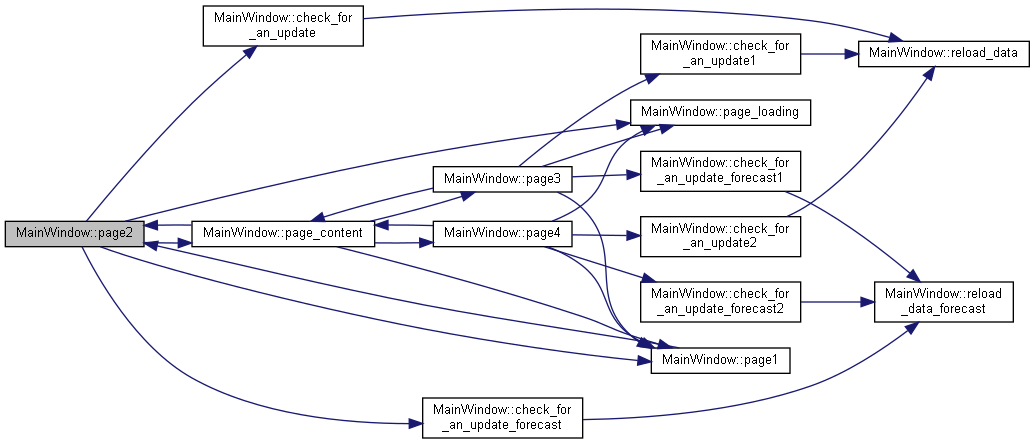 MainWindow::check_for
_an_update
MainWindow::check_for
_an_update1
MainWindow::reload_data
MainWindow::page_loading
MainWindow::page3
MainWindow::check_for
_an_update_forecast1
MainWindow::page2
MainWindow::page_content
MainWindow::page4
MainWindow::check_for
_an_update2
MainWindow::check_for
_an_update_forecast2
MainWindow::reload
_data_forecast
MainWindow::page1
MainWindow::check_for
_an_update_forecast